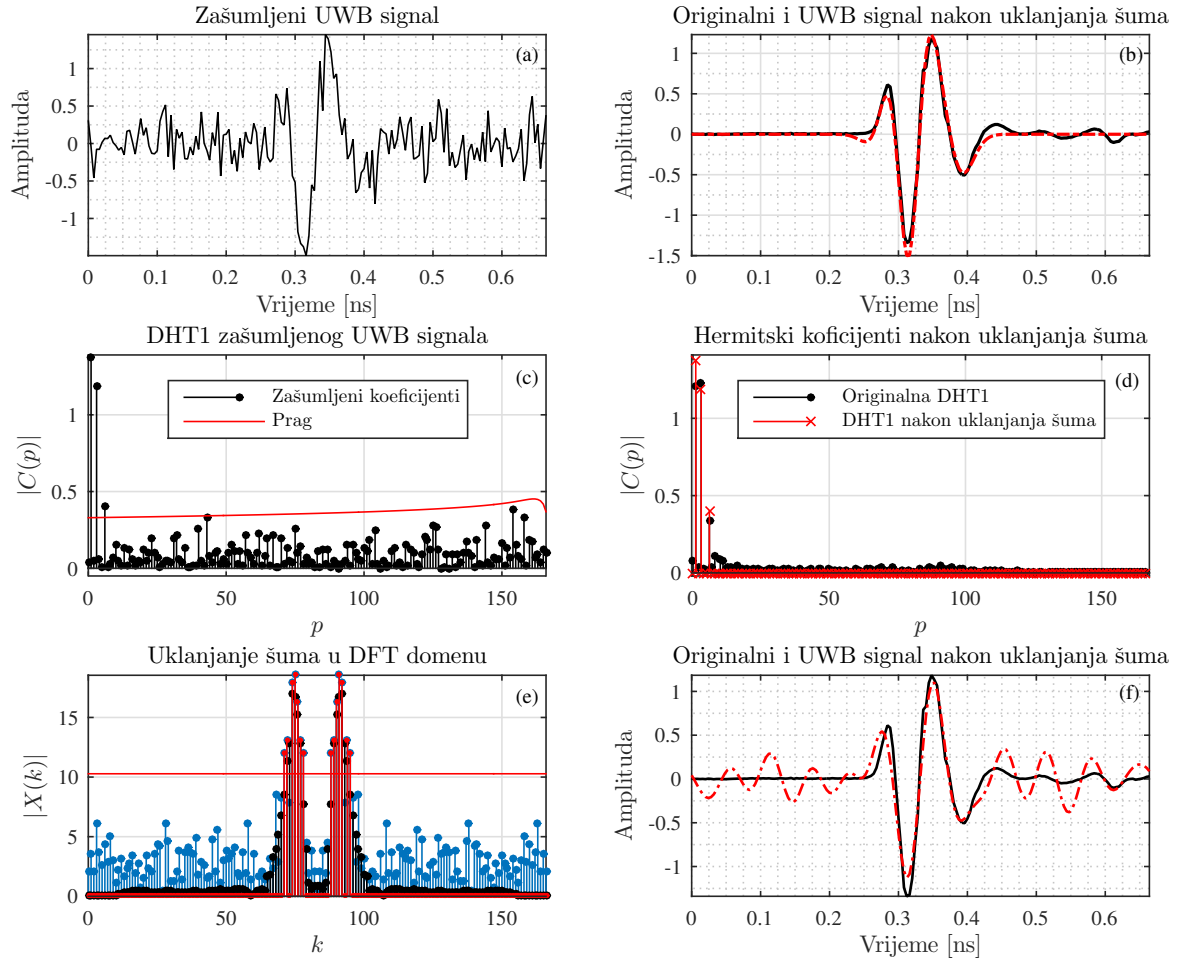 Zašumljeni UWB signal
(a)
Amplituda
1
0.5
0
-0.5
-1
0 0.1 0.2 0.3 0.4 0.5 0.6
Vrijeme [ns]
Originalni i UWB signal nakon uklanjanja šuma
(b)
Amplituda
1
0.5
0
-0.5
-1
-1.5
0 0.1 0.2 0.3 0.4 0.5 0.6
Vrijeme [ns]
DHT1 zašumljenog UWB signala
(c)
Zašumljeni koeficijenti
Prag
|C(p)|
1
0.5
0
0 50 100 150
p
Hermitski koficijenti nakon uklanjanja šuma
(d)
Originalna DHT1
DHT1 nakon uklanjanja šuma
|C(p)|
1
0.5
0
0 50 100 150
p
Uklanjanje šuma u DFT domenu
(e)
|X(k)|
15
10
5
0
0 50 100 150
k
Originalni i UWB signal nakon uklanjanja šuma
(f)
Amplituda
1
0.5
0
-0.5
-1
0 0.1 0.2 0.3 0.4 0.5 0.6
Vrijeme [ns]